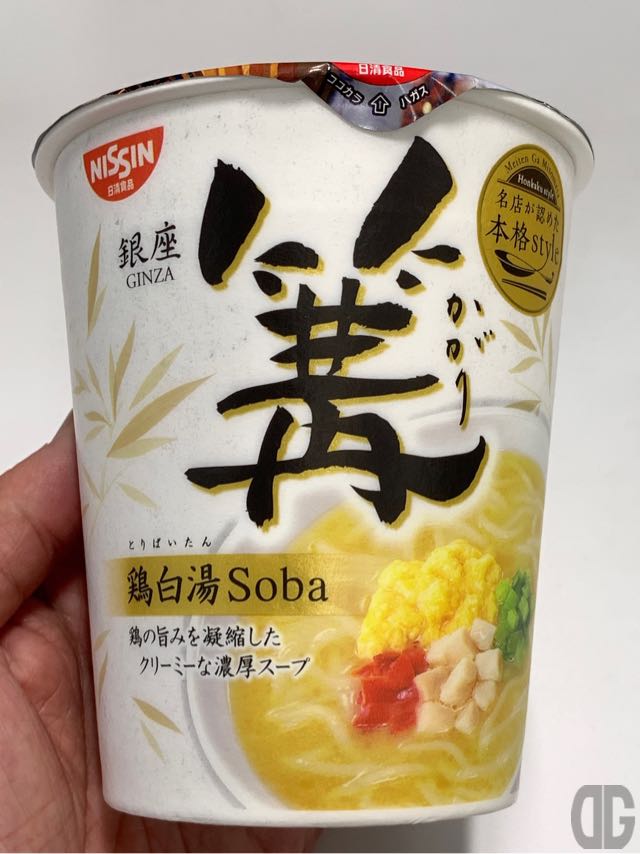 日清食品
ココカラ ハガス
NISSIN
日清食品
銀座
GINZA
篝
かがり
Meiten Ga Mitometa
Honkaku style
名店が認めた
本格style
とりぱいたん
鶏白湯Soba
鶏の旨みを凝縮した
クリーミーな濃厚スープ
DG